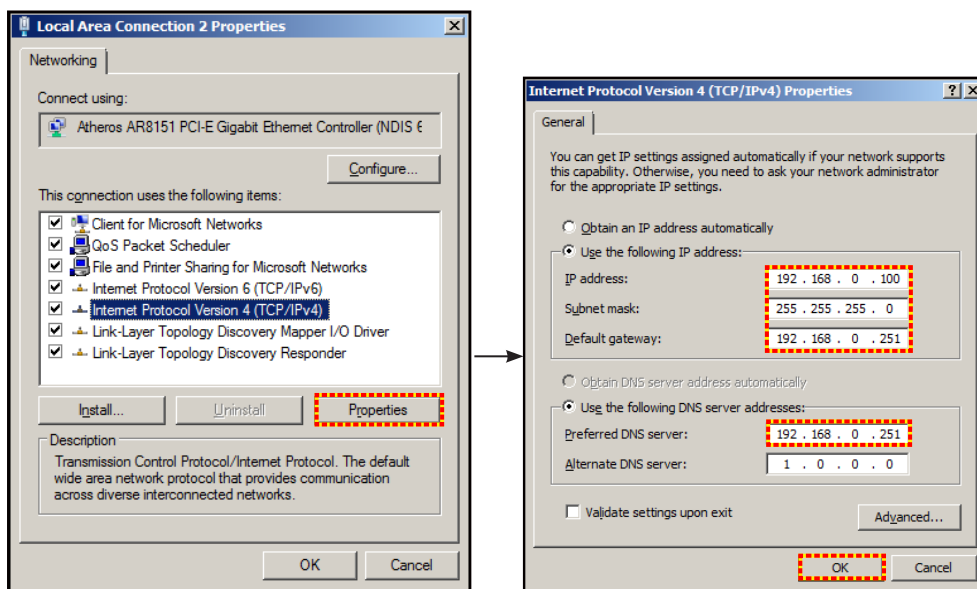 Local Area Connection 2 Properties
Networking
Connect using:
Atheros AR8151 PCI-E Gigabit Ethernet Controller (NDIS 6
Configure...
This connection uses the following items:
Client for Microsoft Networks
QoS Packet Scheduler
File and Printer Sharing for Microsoft Networks
Internet Protocol Version 6 (TCP/IPv6)
Internet Protocol Version 4 (TCP/IPv4)
Link-Layer Topology Discovery Mapper I/O Driver
Link-Layer Topology Discovery Responder
Install...
Uninstall
Properties
Description
Transmission Control Protocol/Internet Protocol. The default
wide area network protocol that provides communication
across diverse interconnected networks.
OK
Cancel
Internet Protocol Version 4 (TCP/IPv4) Properties
General
You can get IP settings assigned automatically if your network supports
this capability. Otherwise, you need to ask your network administrator
for the appropriate IP settings.
Obtain an IP address automatically
Use the following IP address:
IP address: 192 . 168 . 0 . 100
Subnet mask: 255 . 255 . 255 . 0
Default gateway: 192 . 168 . 0 . 251
Obtain DNS server address automatically
Use the following DNS server addresses:
Preferred DNS server: 192 . 168 . 0 . 251
Alternate DNS server: 1 . 0 . 0 . 0
Validate settings upon exit
Advanced...
OK
Cancel